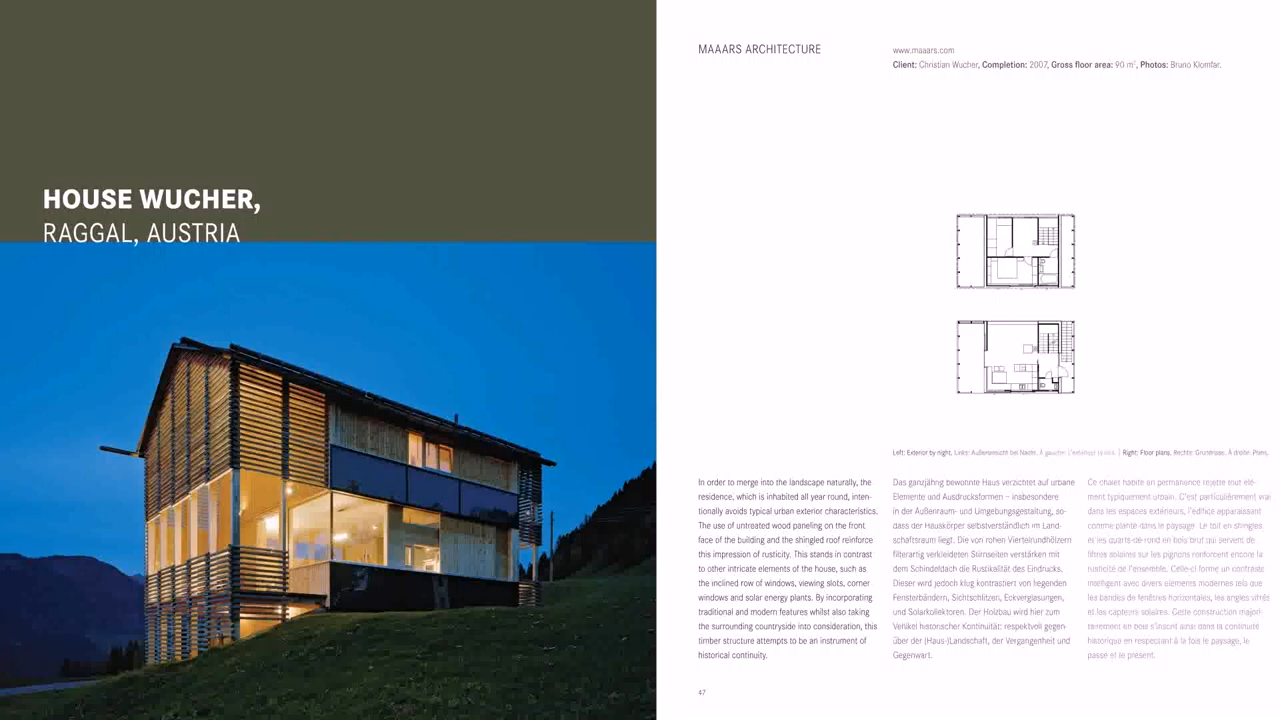 HOUSE WUCHER,
RAGGAL, AUSTRIA
MAAARS ARCHITECTURE
www.maaars.com
Client: Christian Wucher, Completion: 2007, Gross floor area: 90 m², Photos: Bruno Klomfar.
Left: Exterior by night. Links: Außenansicht bei Nacht. À gauche: L'extérieur la nuit. | Right: Floor plans. Rechts: Grundrisse. À droite: Plans.
In order to merge into the landscape naturally, the
residence, which is inhabited all year round, inten-
tionally avoids typical urban exterior characteristics.
The use of untreated wood paneling on the front
face of the building and the shingled roof reinforce
this impression of rusticity. This stands in contrast
to other intricate elements of the house, such as
the inclined row of windows, viewing slots, corner
windows and solar energy plants. By incorporating
traditional and modern features whilst also taking
the surrounding countryside into consideration, this
timber structure attempts to be an instrument of
historical continuity.
Das ganzjährig bewohnte Haus verzichtet auf urbane
Elemente und Ausdrucksformen – insbesondere
in der Außenraum- und Umgebungsgestaltung, so-
dass der Hauskörper selbstverständlich im Land-
schaftsraum liegt. Die von rohen Vierteirundhölzern
filterartig verkleideten Stirnseiten verstärken mit
dem Schindeldach die Rustikalität des Eindrucks.
Dieser wird jedoch klug kontrastiert von liegenden
Fensterbändern, Sichtschlitzen, Eckverglasungen,
und Solarkollektoren. Der Holzbau wird hier zum
Vehikel historischer Kontinuität: respektvoll gegen-
über der (Haus-)Landschaft, der Vergangenheit und
Gegenwart.
Ce chalet habité en permanence rejette tout élé-
ment typiquement urbain. C'est particulièrement vrai
dans les espaces extérieurs, l'édifice apparaissant
comme planté dans le paysage. Le toit en shingles
et les quarts-de-rond en bois brut qui servent de
filtres solaires sur les pignons renforcent encore la
rusticité de l'ensemble. Celle-ci forme un contraste
intelligent avec divers éléments modernes tels que
les bandes de fenêtres horizontales, les angles vitrés
et les capteurs solaires. Cette construction majori-
tairement en bois s'inscrit ainsi dans la continuité
historique en respectant à la fois le paysage, le
passé et le présent.
47